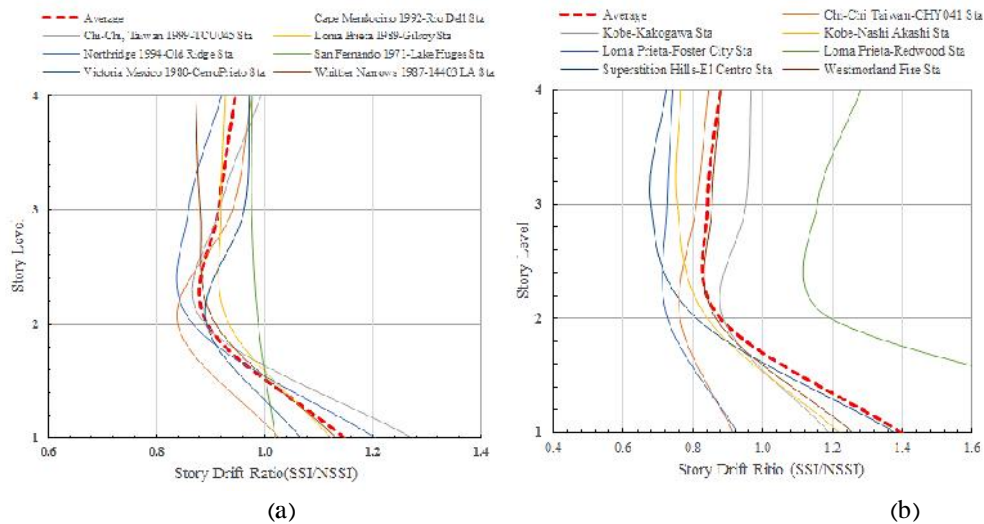 Average
Cape Mendocino 1992-Rio Dell Sta
Chi-Chi, Taiwan 1999-TCU045 Sta
Loma Prieta 1989-Gilroy Sta
Northridge 1994-Old Ridge Sta
San Fernando 1971-Lake Huges Sta
Victoria Mexico 1980-CerroPrieto Sta
Whittier Narrows 1987-14403 LA Sta
4
3
2
1
Story Level
0.6
0.8
1.0
1.2
1.4
Story Drift Ratio(SSI/NSSI)
(a)
Average
Chi-Chi Taiwan-CHY041 Sta
Kobe-Kakogawa Sta
Kobe-Nashi Akashi Sta
Loma Prieta-Foster City Sta
Loma Prieta-Redwood Sta
Superstition Hills-El Centro Sta
Westmorland Fire Sta
4
3
2
1
Story Level
0.4
0.6
0.8
1.0
1.2
1.4
1.6
Story Drift Ritio (SSI/NSSI)
(b)